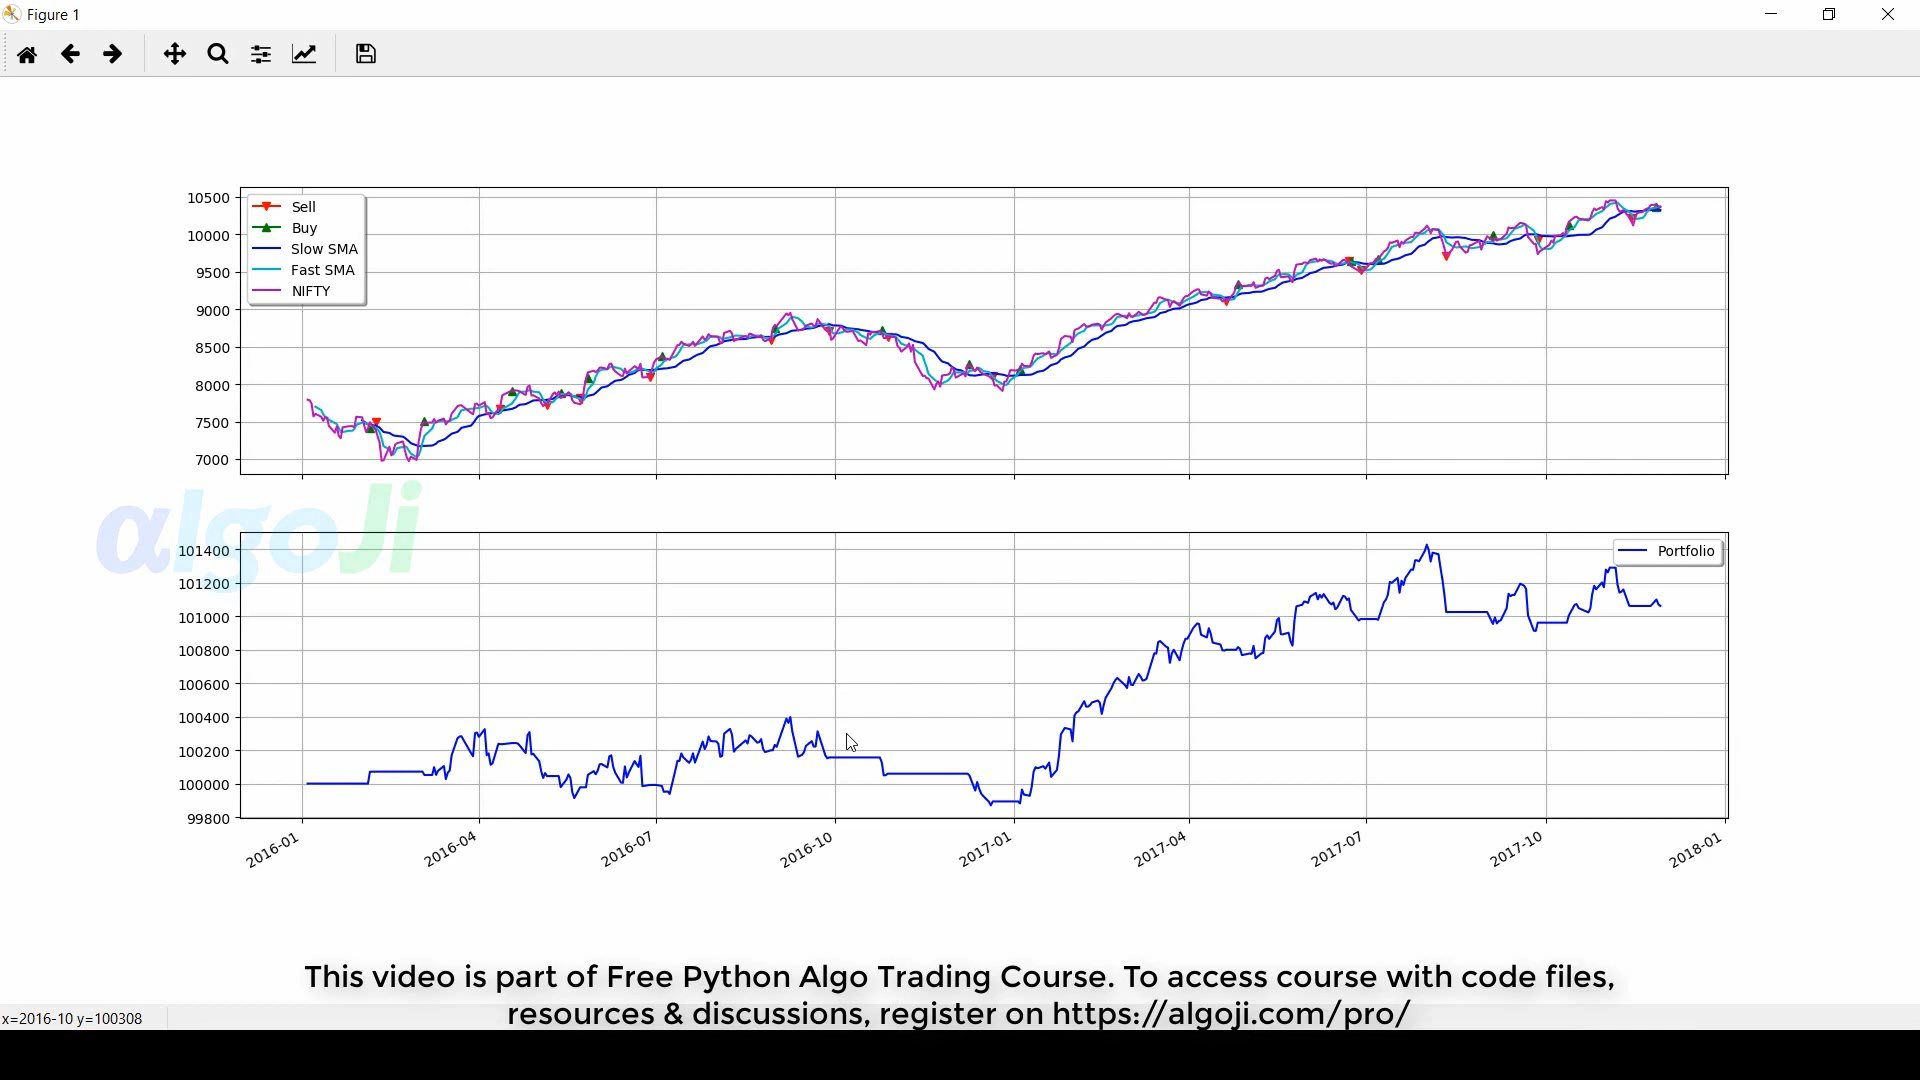 Figure 1
10500
10000
9500
9000
8500
8000
7500
7000
Sell
Buy
Slow SMA
Fast SMA
NIFTY
αlgoJi
101400
101200
101000
100800
100600
100400
100200
100000
99800
Portfolio
2016-01
2016-04
2016-07
2016-10
2017-01
2017-04
2017-07
2017-10
2018-01
This video is part of Free Python Algo Trading Course. To access course with code files,
resources & discussions, register on https://algoji.com/pro/
x=2016-10 y=100308